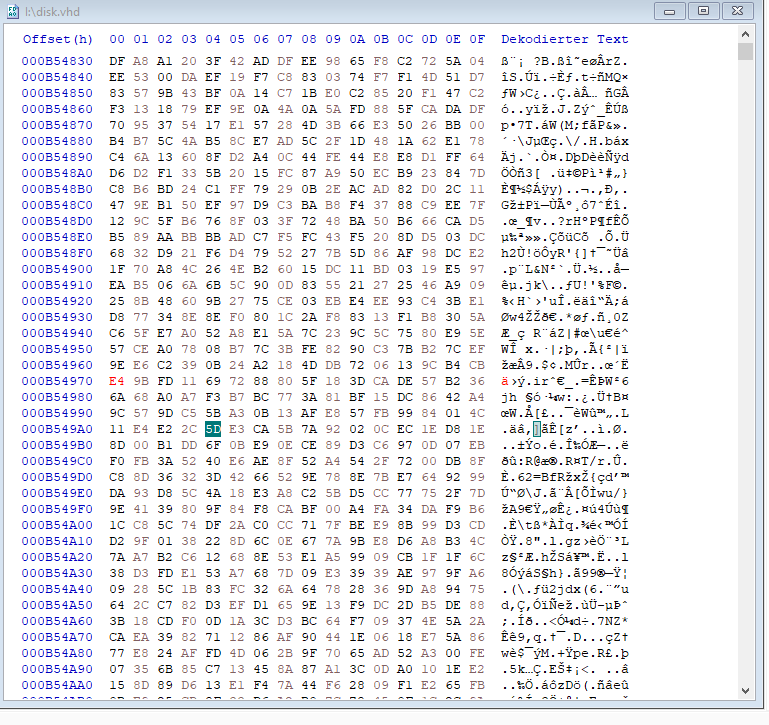 I:\disk.vhd
Offset(h) 00 01 02 03 04 05 06 07 08 09 0A 0B 0C 0D 0E 0F Dekodierter Text
000B54830 DF A8 A1 20 3F 42 AD DF EE 98 65 F8 C2 72 5A 04 ß¨¡ ?B.ßî˜eøÂrZ.
000B54840 EE 53 00 DA EF 19 F7 C8 83 03 74 F7 F1 4D 51 D7 îS.Úï.÷Èƒ.t÷ñMQ×
000B54850 83 57 9B 43 BF 0A 14 C7 1B E0 C2 85 20 F1 47 C2 ƒW›C¿..Ç.àÂ… ñGÂ
000B54860 F3 13 18 79 EF 9E 0A 4A 0A 5A FD 88 5F CA DA DF ó..yïž.J.Zýˆ_ÊÚß
000B54870 70 95 37 54 17 E1 57 28 4D 3B 66 E3 50 26 BB 00 p•7T.áW(M;fãP&».
000B54880 B4 B7 5C 4A B5 8C E7 AD 5C 2F 1D 48 1A 62 E1 78 ´·\JµŒç.\/.H.báx
000B54890 C4 6A 13 60 8F D2 A4 0C 44 FE 44 E8 E8 D1 FF 64 Äj.`.Ò¤.DþDèèÑÿd
000B548A0 D6 D2 F1 33 5B 20 15 FC 87 A9 50 EC B9 23 84 7D ÖÒñ3[ .ü‡©Pì¹#„}
000B548B0 C8 B6 BD 24 C1 FF 79 29 0B 2E AC AD 82 D0 2C 11 È¶½$Áÿy)..¬.‚Ð,.
000B548C0 47 9E B1 50 EF 97 D9 C3 BA B8 F4 37 88 C9 EE 7F Gž±Pï—ÙÃº¸ô7ˆÉî.
000B548D0 12 9C 5F B6 76 8F 03 3F 72 48 BA 50 B6 66 CA D5 .œ_¶v..?rHºP¶fÊÕ
000B548E0 B5 89 AA BB BB AD C7 F5 FC 43 F5 20 8D D5 03 DC µ‰ª»».ÇõüCõ .Õ.Ü
000B548F0 68 32 D9 21 F6 D4 79 52 27 7B 5D 86 AF 98 DC E2 h2Ù!öÔyR'{]†¯˜Üâ
000B54900 1F 70 A8 4C 26 4E B2 60 15 DC 11 BD 03 19 E5 97 .p¨L&N²`.Ü.½..å—
000B54910 EA B5 06 6A 6B 5C 90 0D 83 55 21 27 25 46 A9 09 êµ.jk\..ƒU!'%F©.
000B54920 25 8B 48 60 9B 27 75 CE 03 EB E4 EE 93 C4 3B E1 %‹H`›'uÎ.ëäî“Ä;á
000B54930 D8 77 34 8E 8E F0 80 1C 2A F8 83 13 F1 B8 30 5A Øw4ŽŽð€.*øƒ.ñ¸0Z
000B54940 C6 5F E7 A0 52 A8 E1 5A 7C 23 9C 5C 75 80 E9 5E Æ_ç R¨áZ|#œ\u€é^
000B54950 57 CE A0 78 08 B7 7C 3B FE 82 90 C3 7B B2 7C EF WÎ x.·|;þ‚.Ã{²|ï
000B54960 9E E6 C2 39 0B 24 A2 18 4D DB 72 06 13 9C B4 CB žæÂ9.$¢.MÛr..œ´Ë
000B54970 E4 9B FD 11 69 72 88 80 5F 18 3D CA DE 57 B2 36 ä›ý.irˆ€_.=ÊÞW²6
000B54980 6A 68 A0 A7 F3 B7 BC 77 3A 81 BF 15 DC 86 42 A4 jh §ó·¼w:.¿.Ü†B¤
000B54990 9C 57 9D C5 5B A3 0B 13 AF E8 57 FB 99 84 01 4C œW.Å[£..¯èWû™„.L
000B549A0 11 E4 E2 2C 5D E3 CA 5B 7A 92 02 0C EC 1E D8 1E .äâ,]ãÊ[z’..ì.Ø.
000B549B0 8D 00 B1 DD 6F 0B E9 0E CE 89 D3 C6 97 0D 07 EB ..±Ýo.é.Î‰ÓÆ—..ë
000B549C0 F0 FB 3A 52 40 E6 AE 8F 52 A4 54 2F 72 00 DB 8F ðû:R@æ®.R¤T/r.Û.
000B549D0 C8 8D 36 32 3D 42 66 52 9E 78 8E 7B E7 64 92 99 È.62=BfRžxŽ{çd’™
000B549E0 DA 93 D8 5C 4A 18 E3 A8 C2 5B D5 CC 77 75 2F 7D Ú“Ø\J.ã¨Â[ÕÌwu/}
000B549F0 9E 41 39 80 9F 84 F8 CA BF 00 A4 FA 34 DA F9 B6 žA9€Ÿ„øÊ¿.¤ú4Úù¶
000B54A00 1C C8 5C 74 DF 2A C0 CC 71 7F BE E9 8B 99 D3 CD .È\tß*ÀÌq.¾é‹™ÓÍ
000B54A10 D2 9F 01 38 22 8D 6C 0E 67 7A 9B E8 D6 A8 B3 4C ÒŸ.8".l.gz›èÖ¨³L
000B54A20 7A A7 B2 C6 12 68 8E 53 E1 A5 99 09 CB 1F 1F 6C z§²Æ.hŽSá¥™.Ë..l
000B54A30 38 D3 FD E1 53 A7 68 7D 09 E3 39 39 AE 97 9F A6 8ÓýáS§h}.ã99®—Ÿ¦
000B54A40 09 28 5C 1B 83 FC 32 6A 64 78 28 36 9D A8 94 75 .(\.ƒü2jdx(6.¨”u
000B54A50 64 2C C7 82 D3 EF D1 65 9E 13 F9 DC 2D B5 DE 88 d,Ç‚ÓïÑež.ùÜ-µÞˆ
000B54A60 3B 18 CD F0 0D 1A 3C D3 BC 64 F7 09 37 4E 5A 2A ;.Íð..<Ó¼d÷.7NZ*
000B54A70 CA EA 39 82 71 12 86 AF 90 44 1E 06 18 E7 5A 86 Êê9‚q.†¯.D...çZ†
000B54A80 77 E8 24 AF FD 4D 06 2B 9F 70 65 AD 52 A3 00 FE wè$¯ýM.+Ÿpe.R£.þ
000B54A90 07 35 6B 85 C7 13 45 8A 87 A1 3C 0D A0 10 1E E2 .5k…Ç.EŠ‡¡<. ..â
000B54AA0 15 8D 89 D6 13 E1 F4 7A 44 F6 28 09 F1 E2 65 FB ..‰Ö.áôzDö(.ñâeû